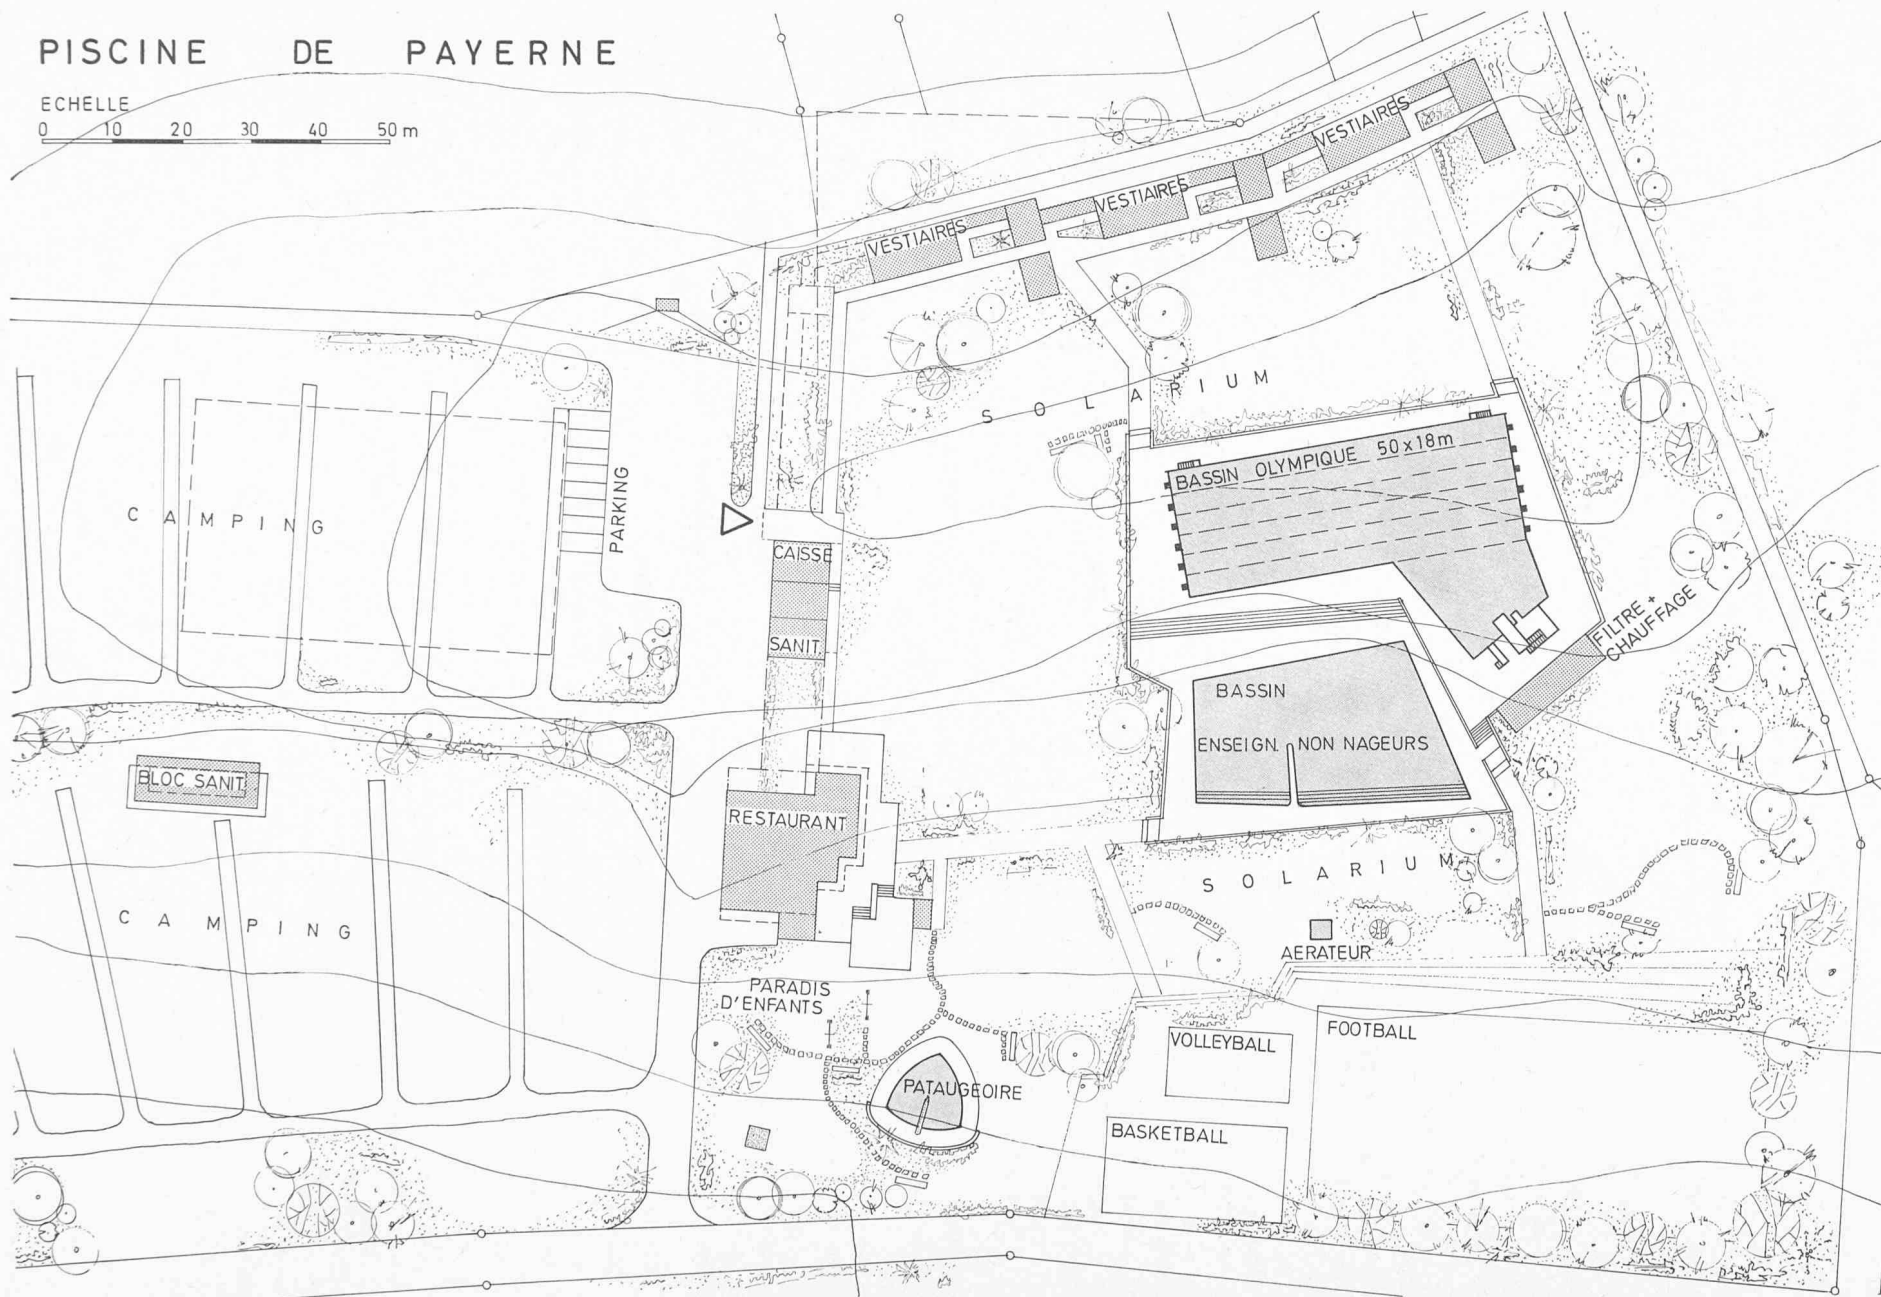 PISCINE DE PAYERNE
ECHELLE
0 10 20 30 40 50 m
VESTIAIRES
VESTIAIRES
VESTIAIRES
SOLARIUM
BASSIN OLYMPIQUE 50x18m
CAMPING
PARKING
CAISSE
SANIT.
FILTRE +
CHAUFFAGE
BASSIN
ENSEIGN. NON NAGEURS
BLOC SANIT.
RESTAURANT
SOLARIUM
CAMPING
AERATEUR
PARADIS
D'ENFANTS
VOLLEYBALL
FOOTBALL
PATAUGEOIRE
BASKETBALL